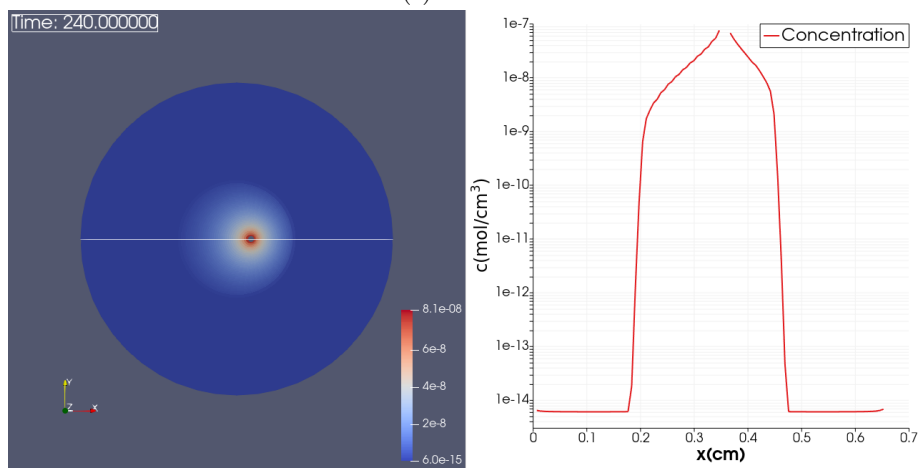 Time: 240.000000
8.1e-08
6e-8
4e-8
2e-8
6.0e-15
Y
Z
X
Concentration
1e-7
1e-8
1e-9
1e-10
1e-11
1e-12
1e-13
1e-14
c(mol/cm³)
0
0.1
0.2
0.3
0.4
0.5
0.6
0.7
x(cm)